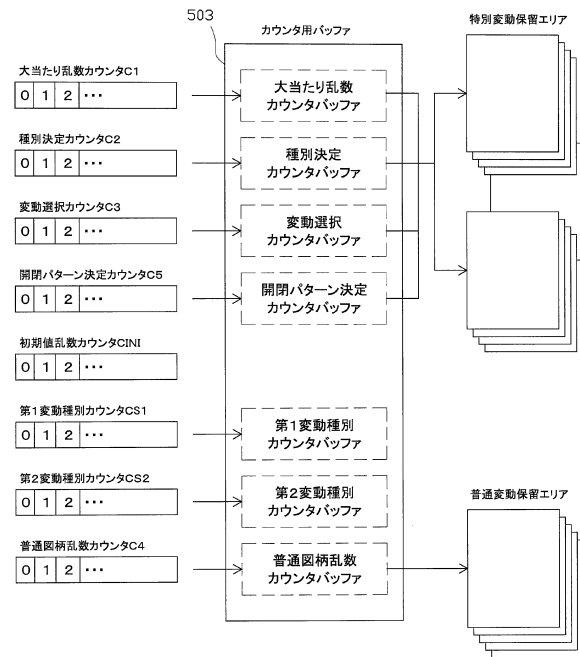 503
カウンタ用バッファ
特別変動保留エリア
大当たり乱数カウンタC1
0 1 2 ···
大当たり乱数
カウンタバッファ
種別決定カウンタC2
0 1 2 ···
種別決定
カウンタバッファ
変動選択カウンタC3
0 1 2 ···
変動選択
カウンタバッファ
開閉パターン決定カウンタC5
0 1 2 ···
開閉パターン決定
カウンタバッファ
初期値乱数カウンタCINI
0 1 2 ···
第1変動種別カウンタCS1
0 1 2 ···
第1変動種別
カウンタバッファ
第2変動種別カウンタCS2
0 1 2 ···
第2変動種別
カウンタバッファ
普通変動保留エリア
普通図柄乱数カウンタC4
0 1 2 ···
普通図柄乱数
カウンタバッファ